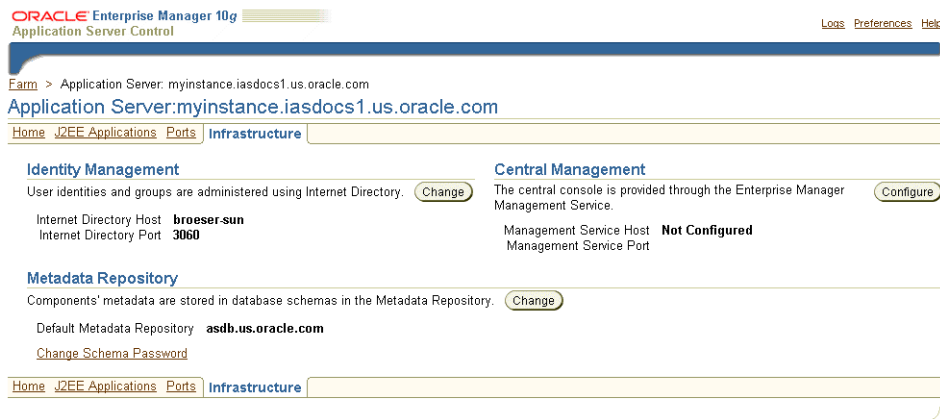 ORACLE Enterprise Manager 10g
Application Server Control
Logs Preferences Help
Farm > Application Server: myinstance.iasdocs1.us.oracle.com
Application Server:myinstance.iasdocs1.us.oracle.com
Home J2EE Applications Ports Infrastructure
Identity Management
User identities and groups are administered using Internet Directory. Change
Internet Directory Host broeser-sun
Internet Directory Port 3060
Central Management
The central console is provided through the Enterprise Manager
Management Service.
Configure
Management Service Host Not Configured
Management Service Port
Metadata Repository
Components' metadata are stored in database schemas in the Metadata Repository. Change
Default Metadata Repository asdb.us.oracle.com
Change Schema Password
Home J2EE Applications Ports Infrastructure